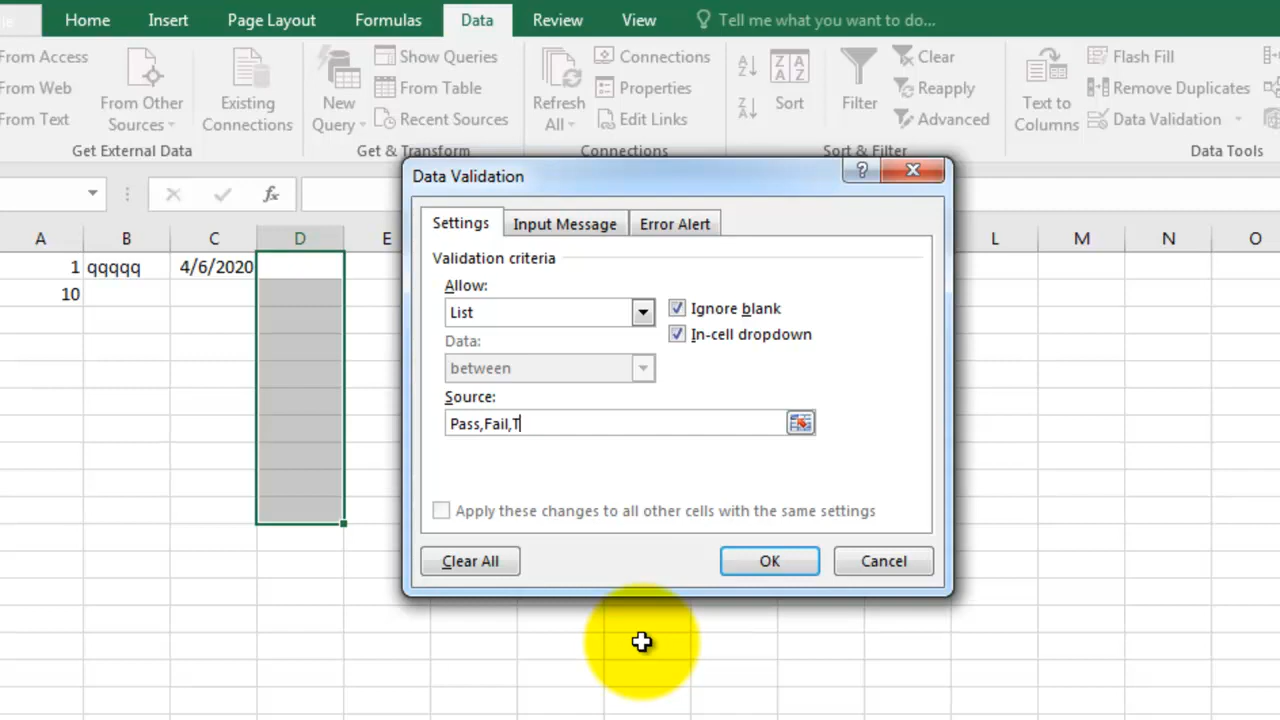 Home Insert Page Layout Formulas Data Review View Tell me what you want to do...
From Access
From Web
From Text
From Other
Sources
Existing
Connections
Get External Data
New
Query
Show Queries
From Table
Recent Sources
Get & Transform
Refresh
All
Connections
Properties
Edit Links
Connections
Sort
Filter
Clear
Reapply
Advanced
Sort & Filter
Text to
Columns
Flash Fill
Remove Duplicates
Data Validation
Data Tools
fx
A B C D E L M N O
1 qqqqq 4/6/2020
10
Data Validation
Settings Input Message Error Alert
Validation criteria
Allow:
List
Ignore blank
In-cell dropdown
Data:
between
Source:
Pass,Fail,T
Apply these changes to all other cells with the same settings
Clear All OK Cancel